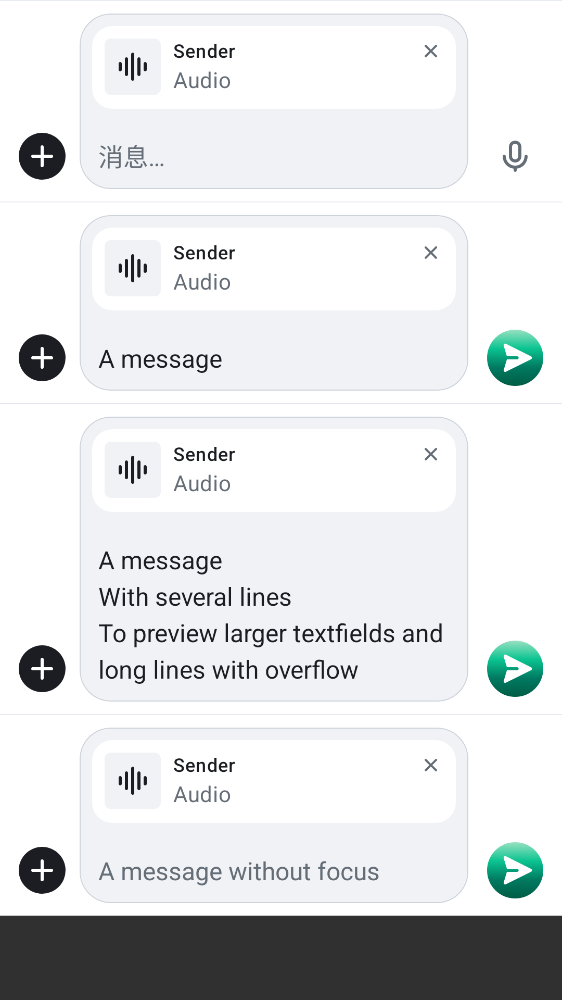 Sender
Audio
消息…
Sender
Audio
A message
Sender
Audio
A message
With several lines
To preview larger textfields and
long lines with overflow
Sender
Audio
A message without focus